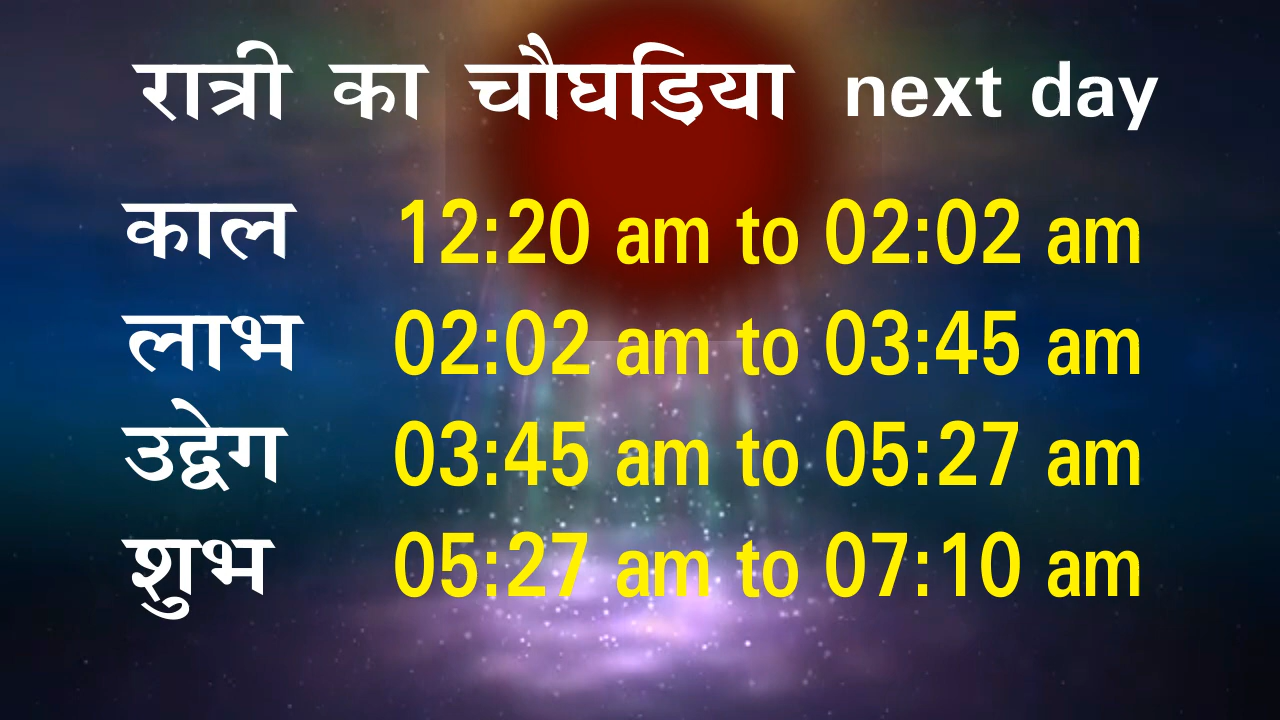 रात्री का चौघडि़या next day
काल 12:20 am to 02:02 am
लाभ 02:02 am to 03:45 am
उद्वेग 03:45 am to 05:27 am
शुभ 05:27 am to 07:10 am